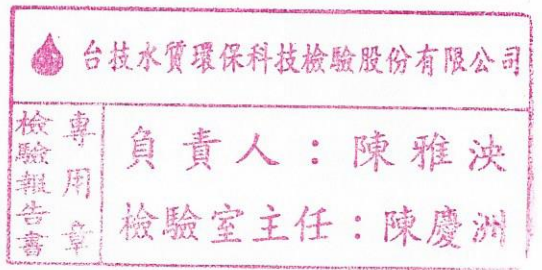 台技水質環保科技檢驗股份有限公司
檢驗報告書
專用章
負責人：陳雅泱
檢驗室主任：陳慶洲